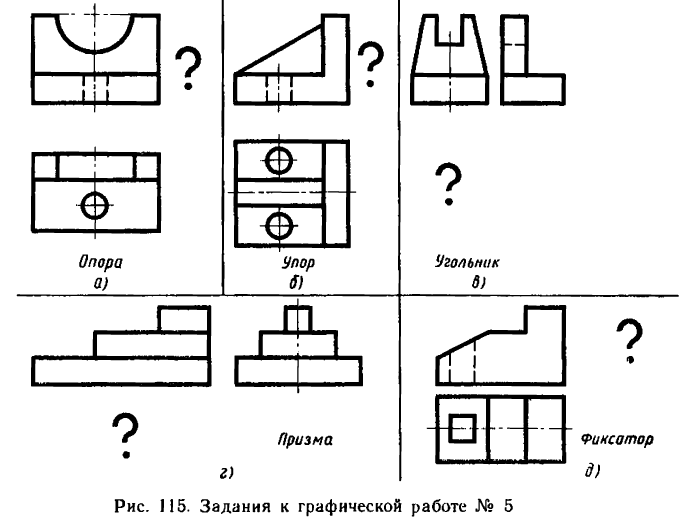 ?
?
?
Опора
Упор
Угольник
а)
б)
в)
?
?
Призма
Фиксатор
г)
д)
Рис. 115. Задания к графической работе № 5